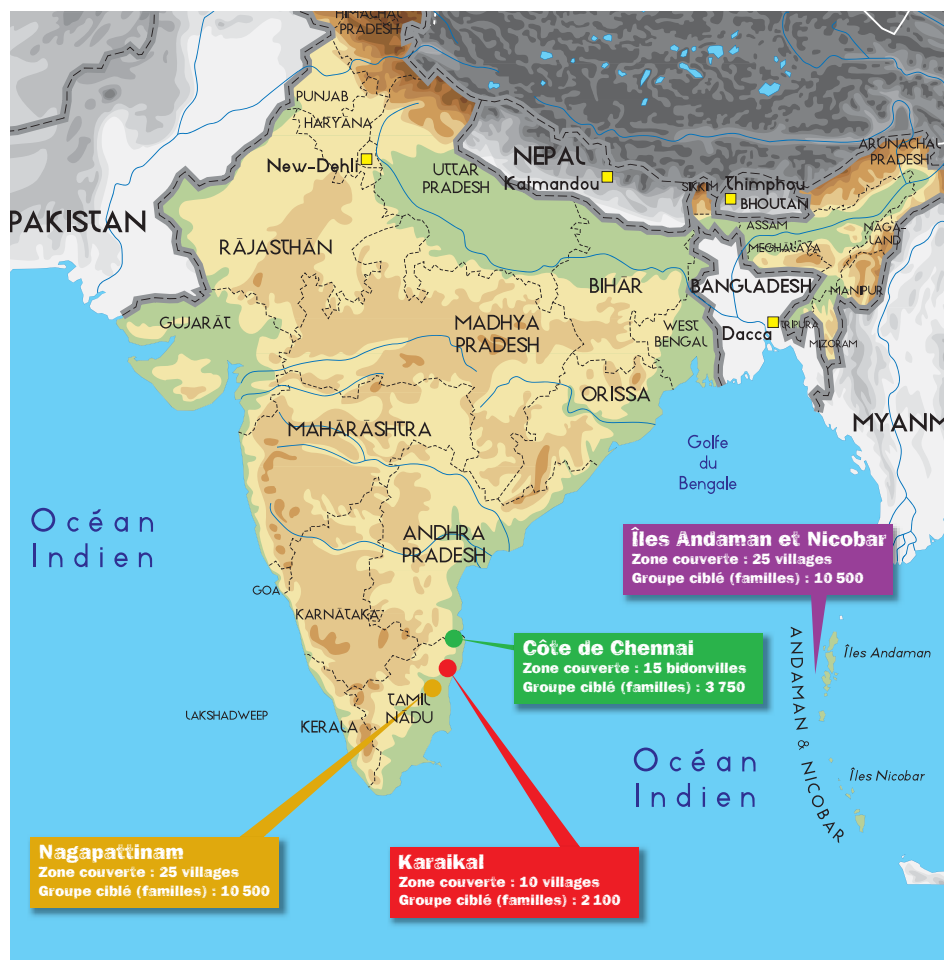 HIMACHAL
PRADESH
PUNJAB
HARYANA
New-Dehli
UTTAR
PRADESH
NEPAL
Katmandou
SIKKIM
Thimphou
BHOUTAN
ARUNACHAL
PRADESH
ASSAM
NAGA-
LAND
MEGHALAYA
PAKISTAN
RĀJASTHĀN
BIHĀR
BANGLADESH
MANIPUR
GUJARĀT
MADHYA
PRADESH
WEST
BENGAL
Dacca
TRIPURA
MIZORAM
ORISSA
MAHĀRĀSHTRA
MYANM
Golfe
du
Bengale
Océan
Indien
ANDHRA
PRADESH
Îles Andaman et Nicobar
Zone couverte : 25 villages
Groupe ciblé (familles) : 10 500
GOA
KARNĀTAKA
Côte de Chennai
Zone couverte : 15 bidonvilles
Groupe ciblé (familles) : 3 750
ANDAMAN & NICOBAR
Îles Andaman
TAMIL
NADU
LAKSHADWEEP
KERALA
Océan
Indien
Îles Nicobar
Nagapattinam
Zone couverte : 25 villages
Groupe ciblé (familles) : 10 500
Karaikal
Zone couverte : 10 villages
Groupe ciblé (familles) : 2 100